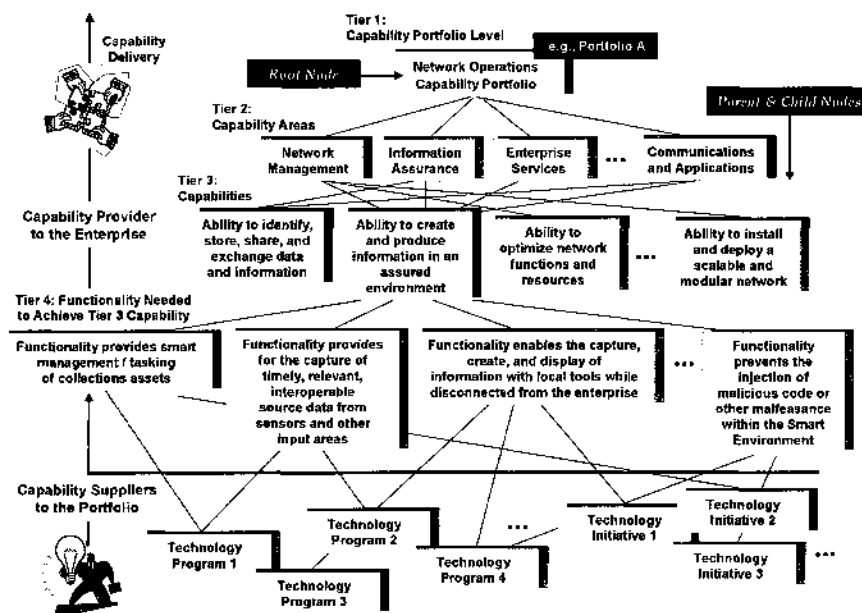 Capability
Delivery
Tier 1:
Capability Portfolio Level
e.g., Portfolio A
Root Node
Network Operations
Capability Portfolio
Parent & Child Nodes
Tier 2:
Capability Areas
Network
Management
Information
Assurance
Enterprise
Services
...
Communications
and Applications
Tier 3:
Capabilities
Capability Provider
to the Enterprise
Ability to identify,
store, share, and
exchange data
and information
Ability to create
and produce
information in an
assured
environment
Ability to
optimize network
functions and
resources
...
Ability to install
and deploy a
scalable and
modular network
Tier 4: Functionality Needed
to Achieve Tier 3 Capability
Functionality provides smart
management / tasking
of collections assets
Functionality provides
for the capture of
timely, relevant,
interoperable
source data from
sensors and other
input areas
Functionality enables the capture,
create, and display of
information with local tools while
disconnected from the enterprise
...
Functionality
prevents the
injection of
malicious code or
other malfeasance
within the Smart
Environment
Capability Suppliers
to the Portfolio
Technology
Program 1
Technology
Program 2
Technology
Program 3
...
Technology
Program 4
Technology
Initiative 1
Technology
Initiative 2
...
Technology
Initiative 3
...